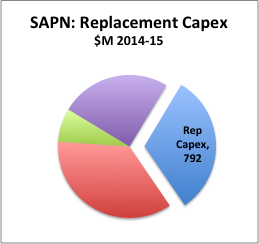 SAPN: Replacement Capex
$M 2014-15
Rep
Capex,
792